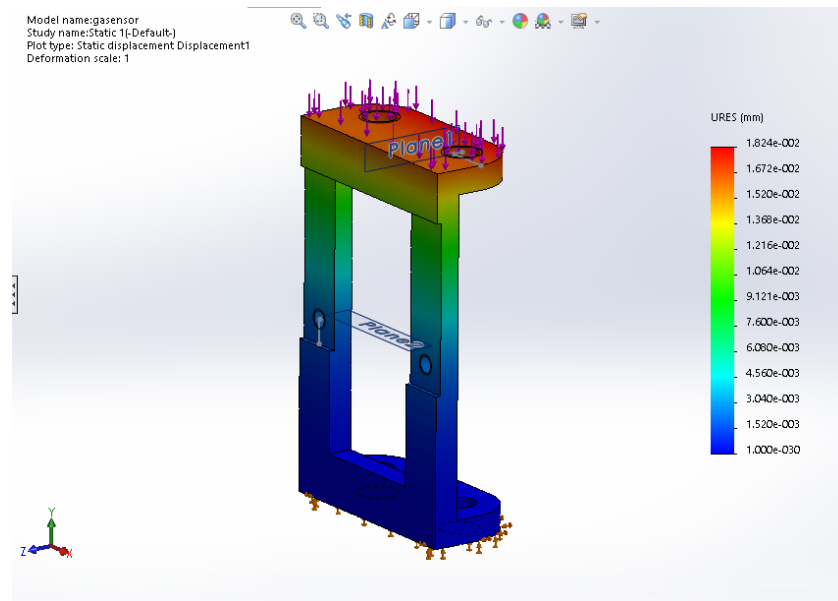 Model name:gasensor
Study name:Static 1(-Default-)
Plot type: Static displacement Displacement1
Deformation scale: 1
URES (mm)
1.824e-002
1.672e-002
1.520e-002
1.368e-002
1.216e-002
1.064e-002
9.121e-003
7.600e-003
6.080e-003
4.560e-003
3.040e-003
1.520e-003
1.000e-030
Plane1
Plane2
Y
Z
X